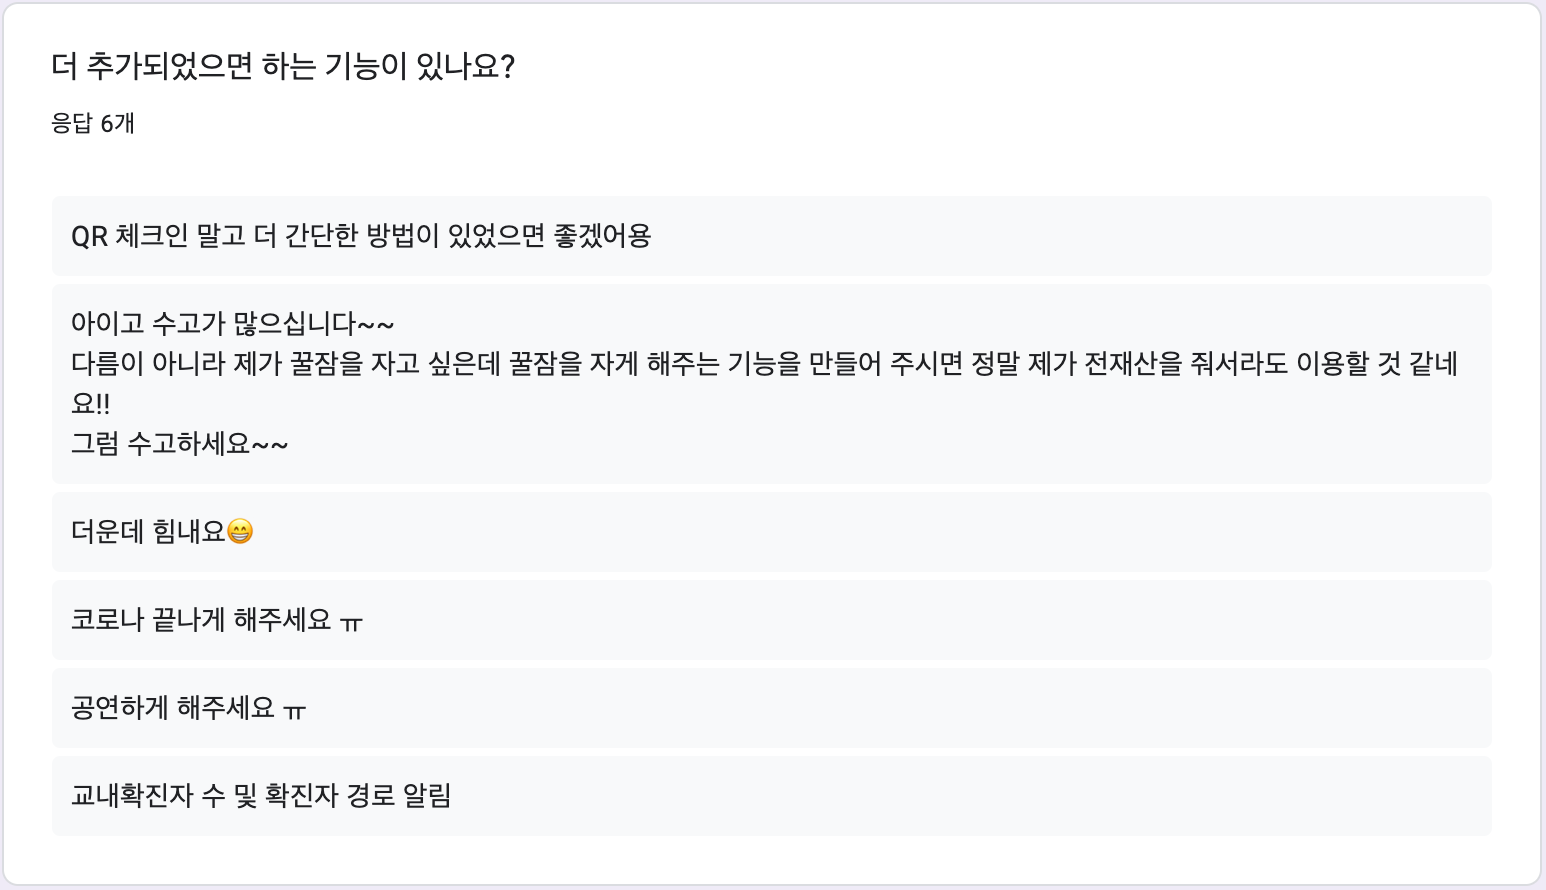 더 추가되었으면 하는 기능이 있나요?
응답 6개
QR 체크인 말고 더 간단한 방법이 있었으면 좋겠어용
아이고 수고가 많으십니다~~
다름이 아니라 제가 꿀잠을 자고 싶은데 꿀잠을 자게 해주는 기능을 만들어 주시면 정말 제가 전재산을 줘서라도 이용할 것 같네
요!!
그럼 수고하세요~~
더운데 힘내요😁
코로나 끝나게 해주세요 ㅠ
공연하게 해주세요 ㅠ
교내확진자 수 및 확진자 경로 알림